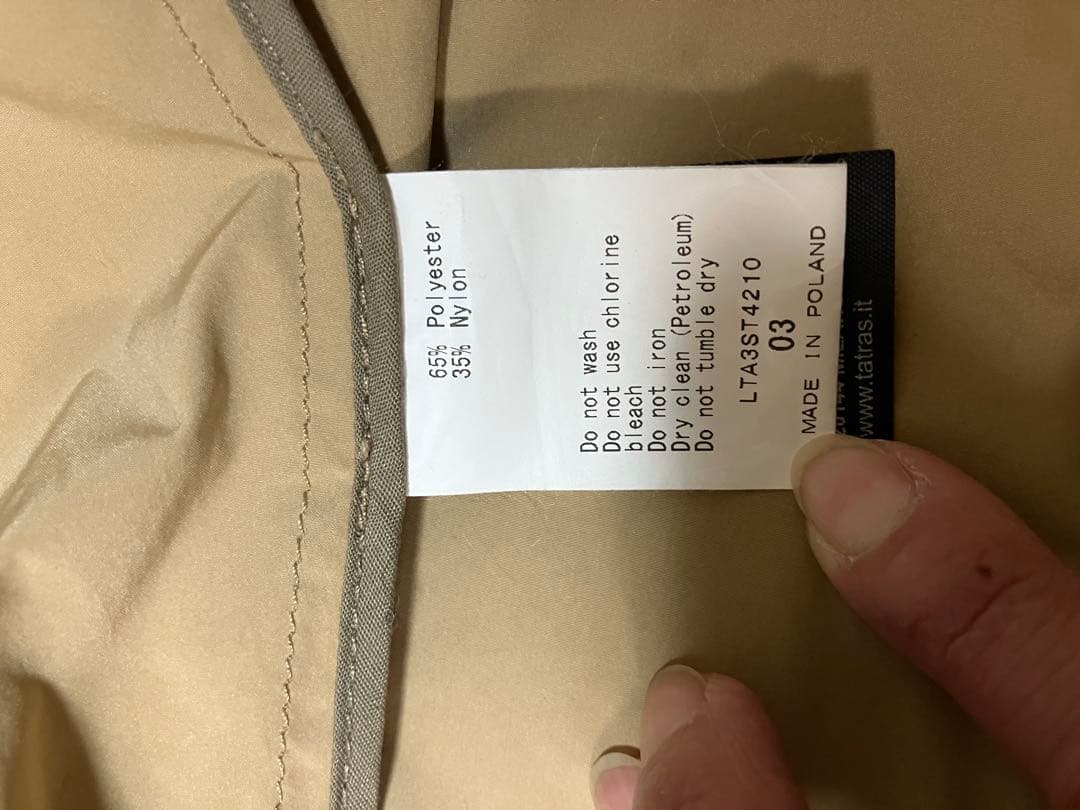 65% Polyester
35% Nylon
Do not wash
Do not use chlorine
bleach
Do not iron
Dry clean (Petroleum)
Do not tumble dry
LTA3ST4210
03
MADE IN POLAND
www.tatras.it